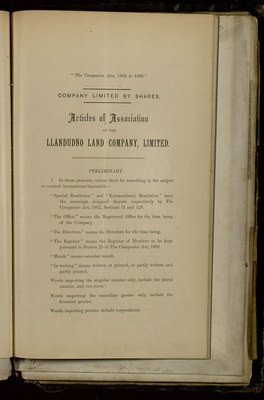 "The Companies Acts, 1862 to 1890."
COMPANY LIMITED BY SHARES.
Articles of Association
OF THE
LLANDUDNO LAND COMPANY, LIMITED.
PRELIMINARY.
1. In these presents, unless there be something in the subject
or context inconsistent therewith:—
"Special Resolution" and "Extraordinary Resolution" have
the meanings assigned thereto respectively by The
Companies Act, 1862, Sections 51 and 129.
"The Office" means the Registered Office for the time being
of the Company.
"The Directors" means the Directors for the time being.
"The Register" means the Register of Members to be kept
pursuant to Section 25 of The Companies Act, 1862.
"Month" means calendar month.
"In writing" means written or printed, or partly written and
partly printed.
Words importing the singular number only, include the plural
number, and vice versâ.
Words importing the masculine gender only, include the
feminine gender.
Words importing persons include corporations.